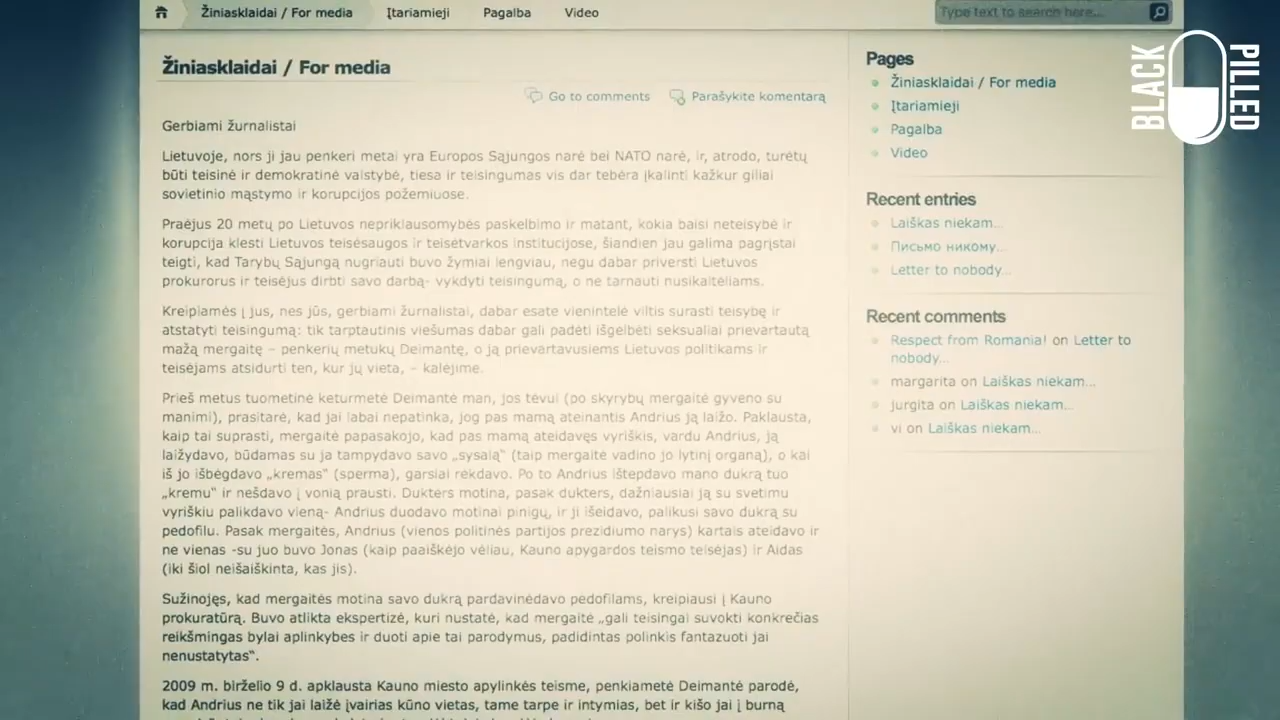 Žiniasklaidai / For media
Įtariamieji
Pagalba
Video
Type text to search here...
BLACK PILLED
Žiniasklaidai / For media
Go to comments
Parašykite komentarą
Gerbiami žurnalistai
Lietuvoje, nors ji jau penkeri metai yra Europos Sąjungos narė bei NATO narė, ir, atrodo, turėtų
būti teisinė ir demokratinė valstybė, tiesa ir teisingumas vis dar tebėra įkalinti kažkur giliai
sovietinio mąstymo ir korupcijos požemiuose.
Praėjus 20 metų po Lietuvos nepriklausomybės paskelbimo ir matant, kokia baisi neteisybė ir
korupcija klesti Lietuvos teisėsaugos ir teisėtvarkos institucijose, šiandien jau galima pagrįstai
teigti, kad Tarybų Sąjungą nugriauti buvo žymiai lengviau, negu dabar priversti Lietuvos
prokurorus ir teisėjus dirbti savo darbą- vykdyti teisingumą, o ne tarnauti nusikaltėliams.
Kreipiamės į jus, nes jūs, gerbiami žurnalistai, dabar esate vienintelė viltis surasti teisybę ir
atstatyti teisingumą: tik tarptautinis viešumas dabar gali padėti išgelbėti seksualiai prievartautą
mažą mergaitę – penkerių metukų Deimantę, o ją prievartavusiems Lietuvos politikams ir
teisėjams atsidurti ten, kur jų vieta, – kalėjime.
Prieš metus tuometinė keturmetė Deimantė man, jos tėvui (po skyrybų mergaitė gyveno su
manimi), prasitarė, kad jai labai nepatinka, jog pas mamą ateinantis Andrius ją laižo. Paklausta,
kaip tai suprasti, mergaitė papasakojo, kad pas mamą ateidavęs vyriškis, vardu Andrius, ją
laižydavo, būdamas su ja tampydavo savo „sysalą“ (taip mergaitė vadino jo lytinį organą), o kai
iš jo išbėgdavo „kremas“ (sperma), garsiai rėkdavo. Po to Andrius ištepdavo mano dukrą tuo
„kremu“ ir nešdavo į vonią prausti. Dukters motina, pasak dukters, dažniausiai ją su svetimu
vyriškiu palikdavo vieną- Andrius duodavo motinai pinigų, ir ji išeidavo, palikusi savo dukrą su
pedofilu. Pasak mergaitės, Andrius (vienos politinės partijos prezidiumo narys) kartais ateidavo ir
ne vienas -su juo buvo Jonas (kaip paaiškėjo vėliau, Kauno apygardos teismo teisėjas) ir Aidas
(iki šiol neišaiškinta, kas jis).
Sužinojęs, kad mergaitės motina savo dukrą pardavinėdavo pedofilams, kreipiausi į Kauno
prokuratūrą. Buvo atlikta ekspertizė, kuri nustatė, kad mergaitė „gali teisingai suvokti konkrečias
reikšmingas bylai aplinkybes ir duoti apie tai parodymus, padidintas polinkis fantazuoti jai
nenustatytas“.
2009 m. birželio 9 d. apklausta Kauno miesto apylinkės teisme, penkiametė Deimantė parodė,
kad Andrius ne tik jai laižė įvairias kūno vietas, tame tarpe ir intymias, bet ir kišo jai į burną
Pages
Žiniasklaidai / For media
Įtariamieji
Pagalba
Video
Recent entries
Laiškas niekam...
Письмо никому...
Letter to nobody...
Recent comments
Respect from Romania! on Letter to
nobody...
margarita on Laiškas niekam...
jurgita on Laiškas niekam...
vi on Laiškas niekam...